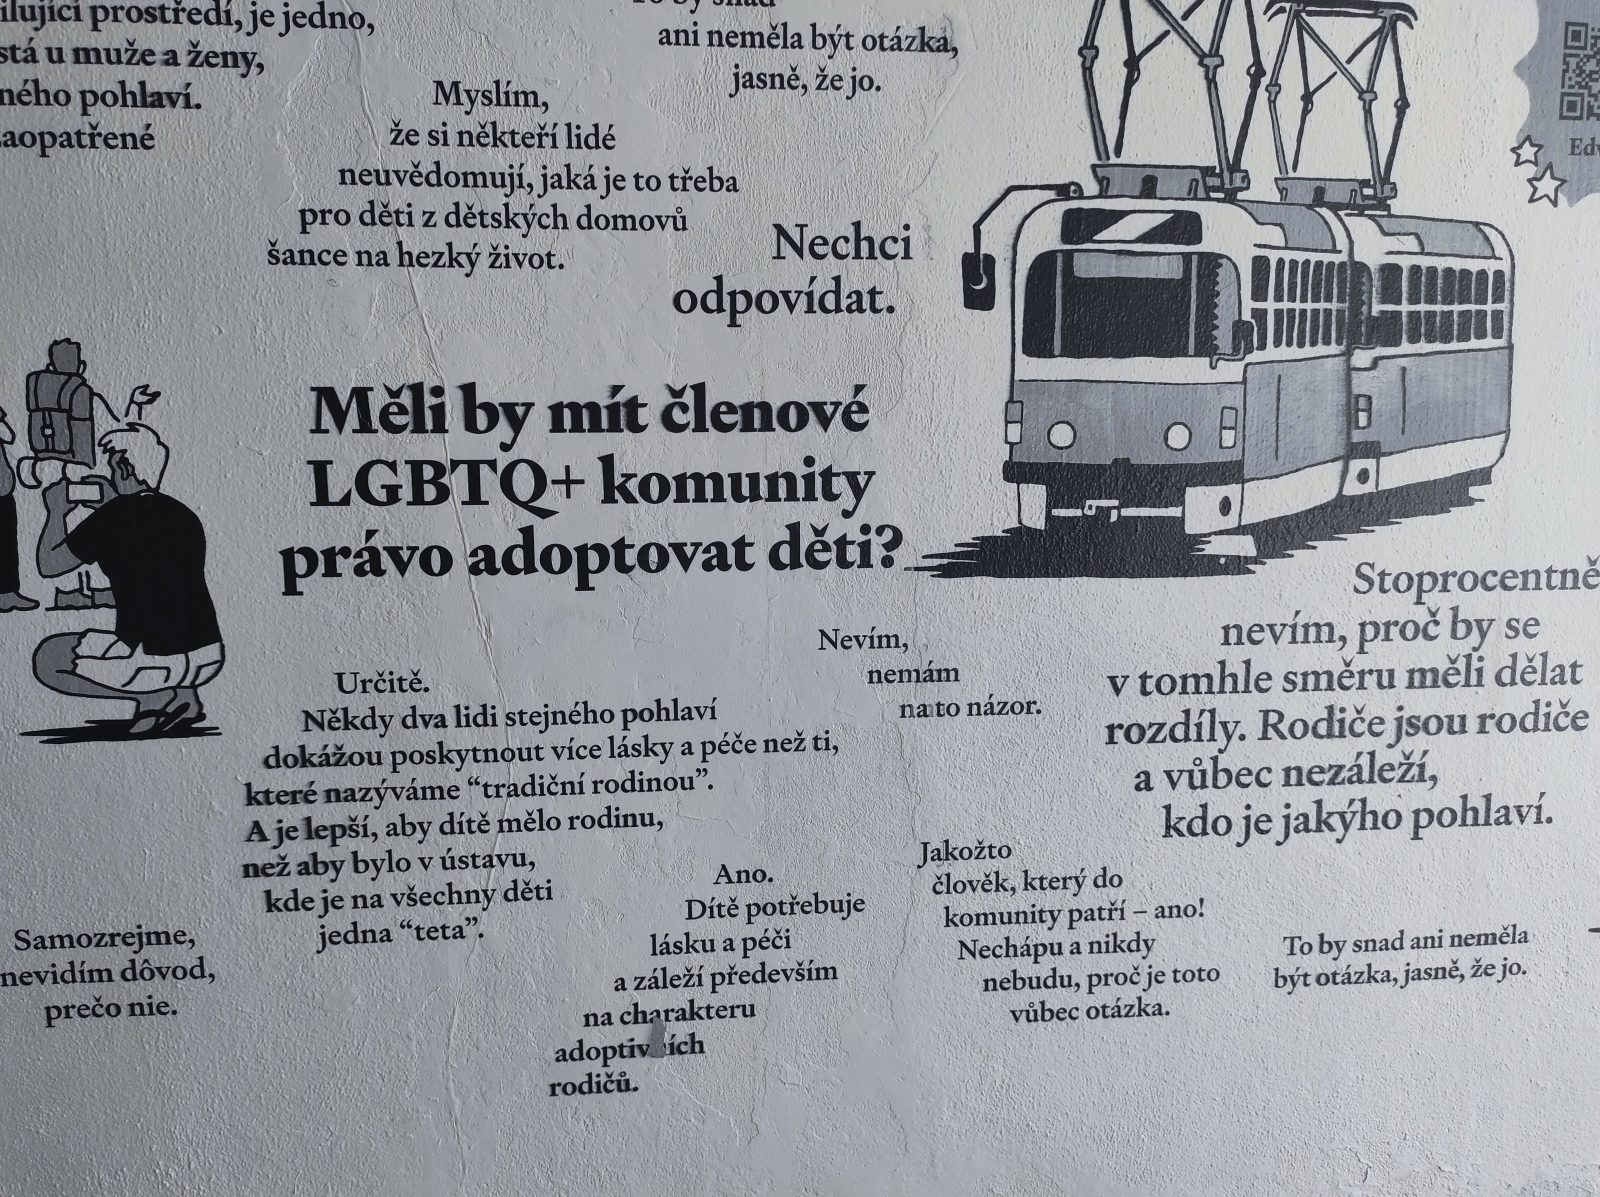 prostředí, je jedno,
u muže a ženy,
pohlaví.
ani neměla být otázka,
jasně, že jo.
Myslím,
že si někteří lidé
neuvědomují, jaká je to třeba
pro děti z dětských domovů
šance na hezký život.
Nechci
odpovídat.
Měli by mít členové
LGBTQ+ komunity
právo adoptovat děti?
Stoprocentně
nevím, proč by se
v tomhle směru měli dělat
rozdíly. Rodiče jsou rodiče
a vůbec nezáleží,
kdo je jakýho pohlaví.
Nevím,
nemám
na to názor.
Určitě.
Někdy dva lidi stejného pohlaví
dokážou poskytnout více lásky a péče než ti,
které nazýváme “tradiční rodinou”.
A je lepší, aby dítě mělo rodinu,
než aby bylo v ústavu,
kde je na všechny děti
jedna “teta”.
Samozrejme,
nevidím dôvod,
prečo nie.
Ano.
Dítě potřebuje
lásku a péči
a záleží především
na charakteru
rodičů.
Jakožto
člověk, který do
komunity patří – ano!
Nechápu a nikdy
nebudu, proč je toto
vůbec otázka.
To by snad ani neměla
být otázka, jasně, že jo.